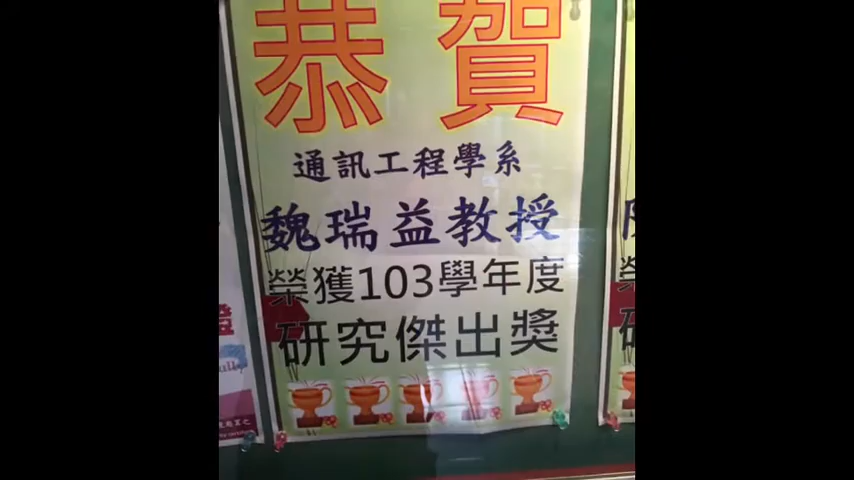 恭賀
通訊工程學系
魏瑞益教授
榮獲103學年度
研究傑出獎